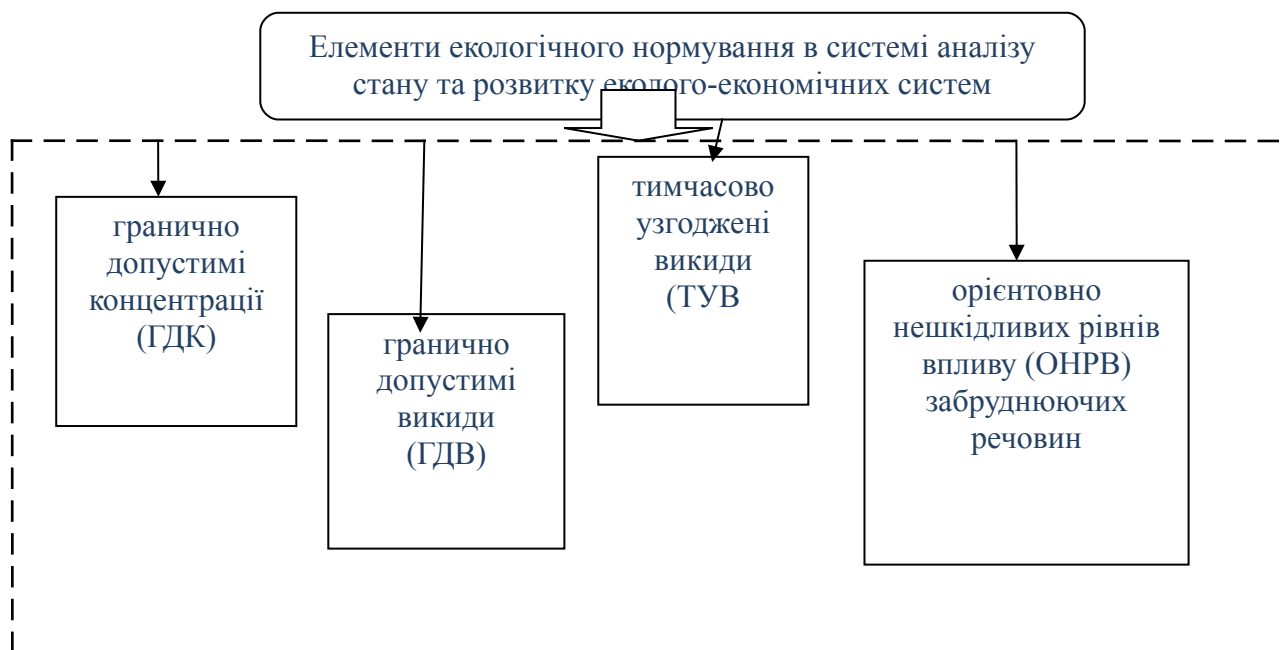 Елементи екологічного нормування в системі аналізу
стану та розвитку еколого-економічних систем
гранично
допустимі
концентрації
(ГДК)
гранично
допустимі
викиди
(ГДВ)
тимчасово
узгоджені
викиди
(ТУВ
орієнтовно
нешкідливих рівнів
впливу (ОНРВ)
забруднюючих
речовин